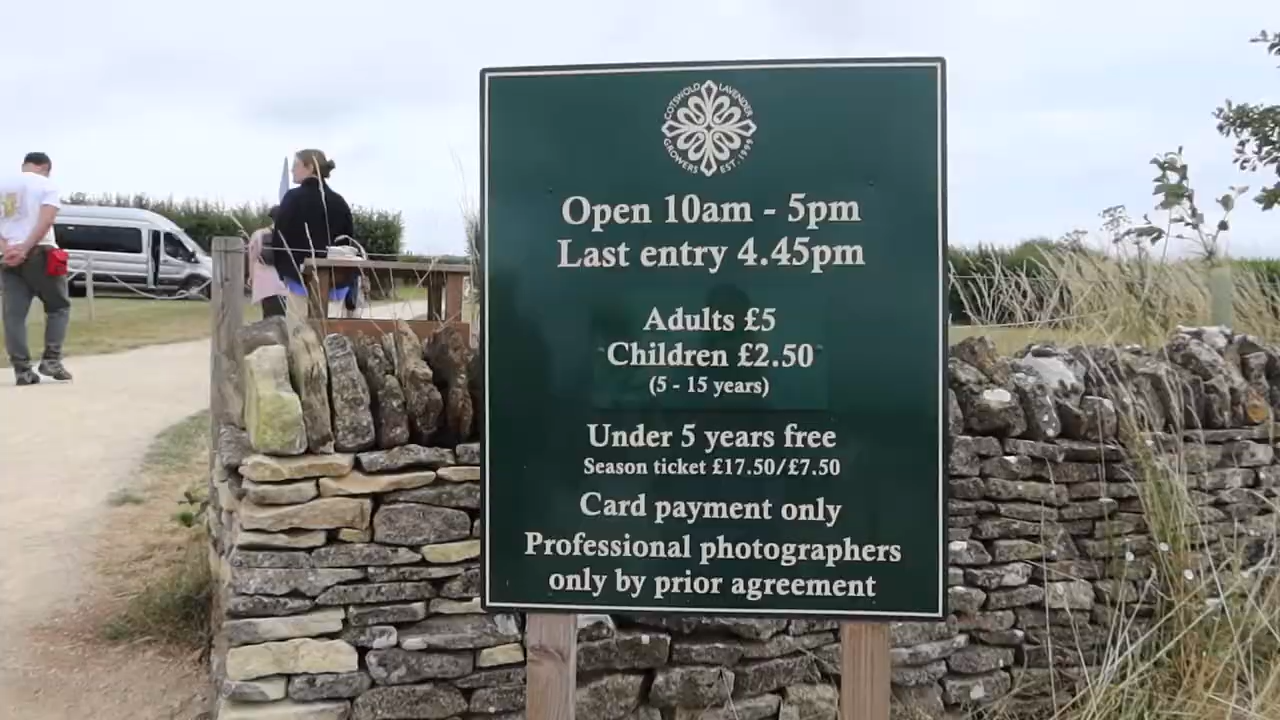 COTSWOLD LAVENDER
GROWERS EST. 1999
Open 10am - 5pm
Last entry 4.45pm
Adults £5
Children £2.50
(5 - 15 years)
Under 5 years free
Season ticket £17.50/£7.50
Card payment only
Professional photographers
only by prior agreement